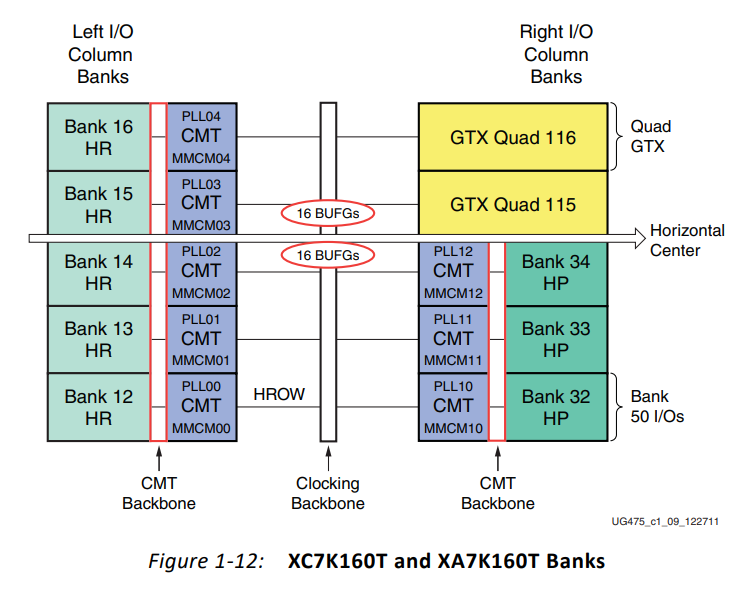 Left I/O
Column
Banks
Right I/O
Column
Banks
Bank 16
HR
PLL04
CMT
MMCM04
GTX Quad 116
Quad
GTX
Bank 15
HR
PLL03
CMT
MMCM03
16 BUFGs
GTX Quad 115
Horizontal
Center
Bank 14
HR
PLL02
CMT
MMCM02
16 BUFGs
PLL12
CMT
MMCM12
Bank 34
HP
Bank 13
HR
PLL01
CMT
MMCM01
PLL11
CMT
MMCM11
Bank 33
HP
Bank 12
HR
PLL00
CMT
MMCM00
HROW
PLL10
CMT
MMCM10
Bank 32
HP
Bank
50 I/Os
CMT
Backbone
Clocking
Backbone
CMT
Backbone
UG475_c1_09_122711
Figure 1-12: XC7K160T and XA7K160T Banks